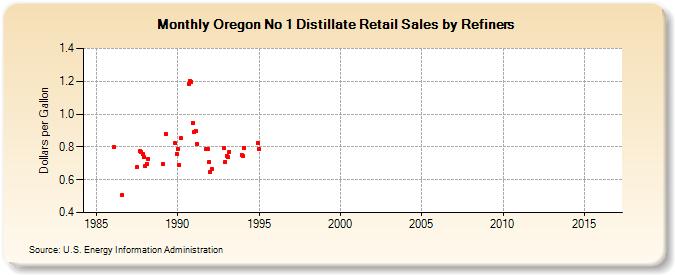 Monthly Oregon No 1 Distillate Retail Sales by Refiners
Dollars per Gallon
1.4
1.2
1.0
0.8
0.6
0.4
1985 1990 1995 2000 2005 2010 2015
Source: U.S. Energy Information Administration